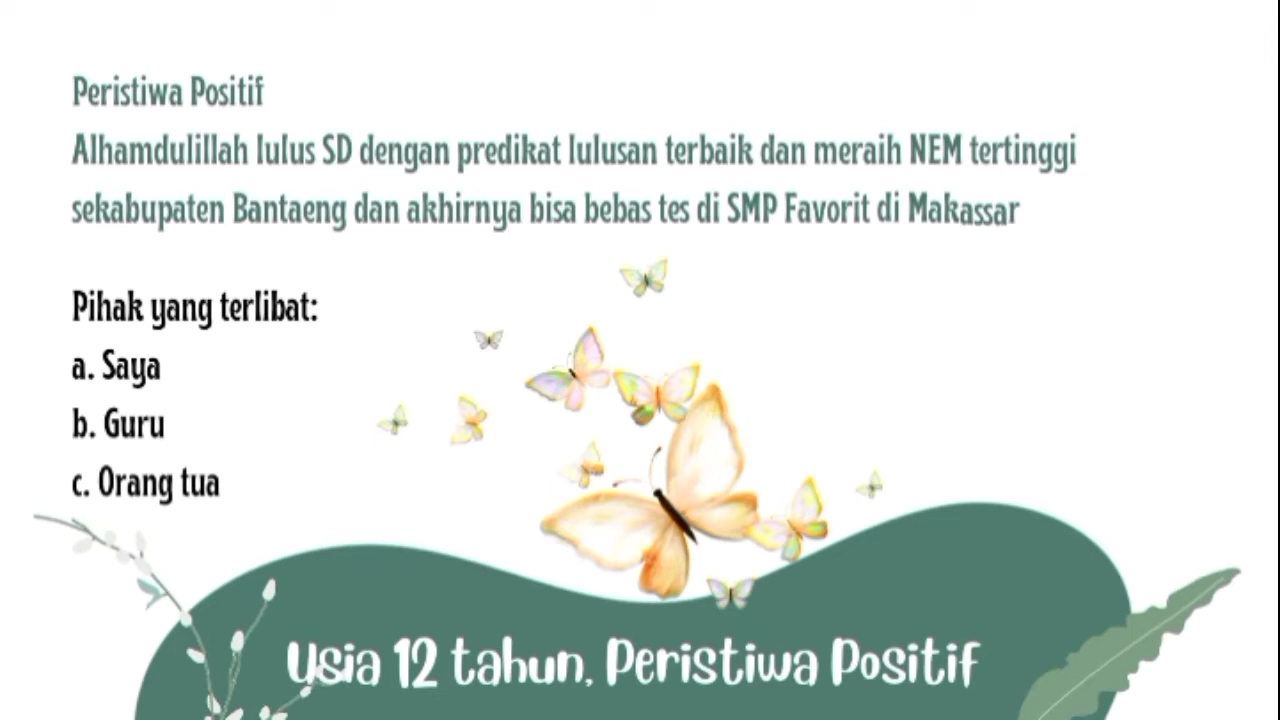 Peristiwa Positif
Alhamdulillah lulus SD dengan predikat lulusan terbaik dan meraih NEM tertinggi
sekabupaten Bantaeng dan akhirnya bisa bebas tes di SMP Favorit di Makassar
Pihak yang terlibat:
a. Saya
b. Guru
c. Orang tua
Usia 12 tahun, Peristiwa Positif